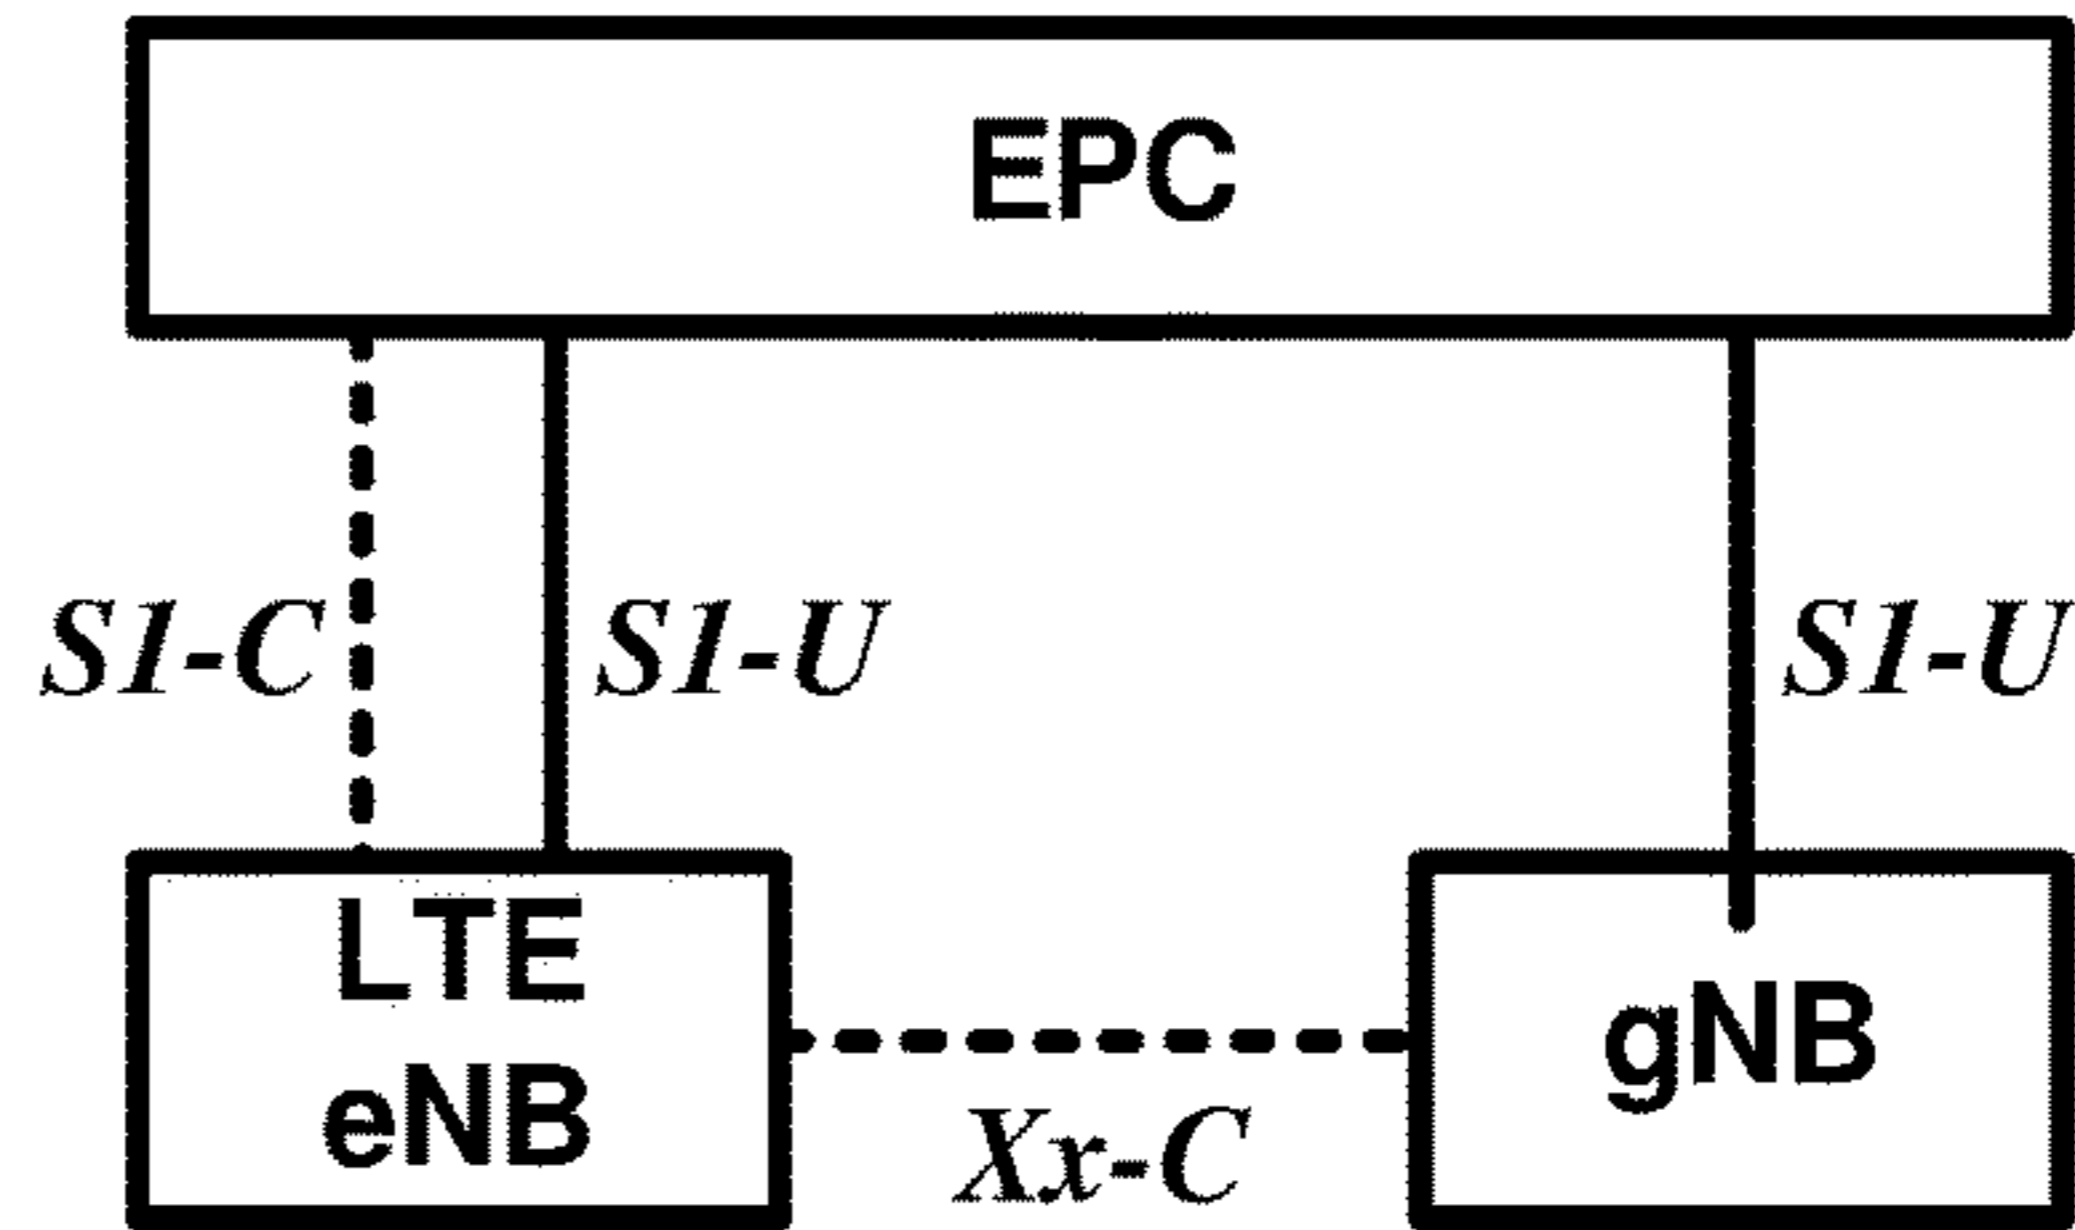 EPC
S1-C
S1-U
S1-U
LTE
eNB
gNB
Xx-C